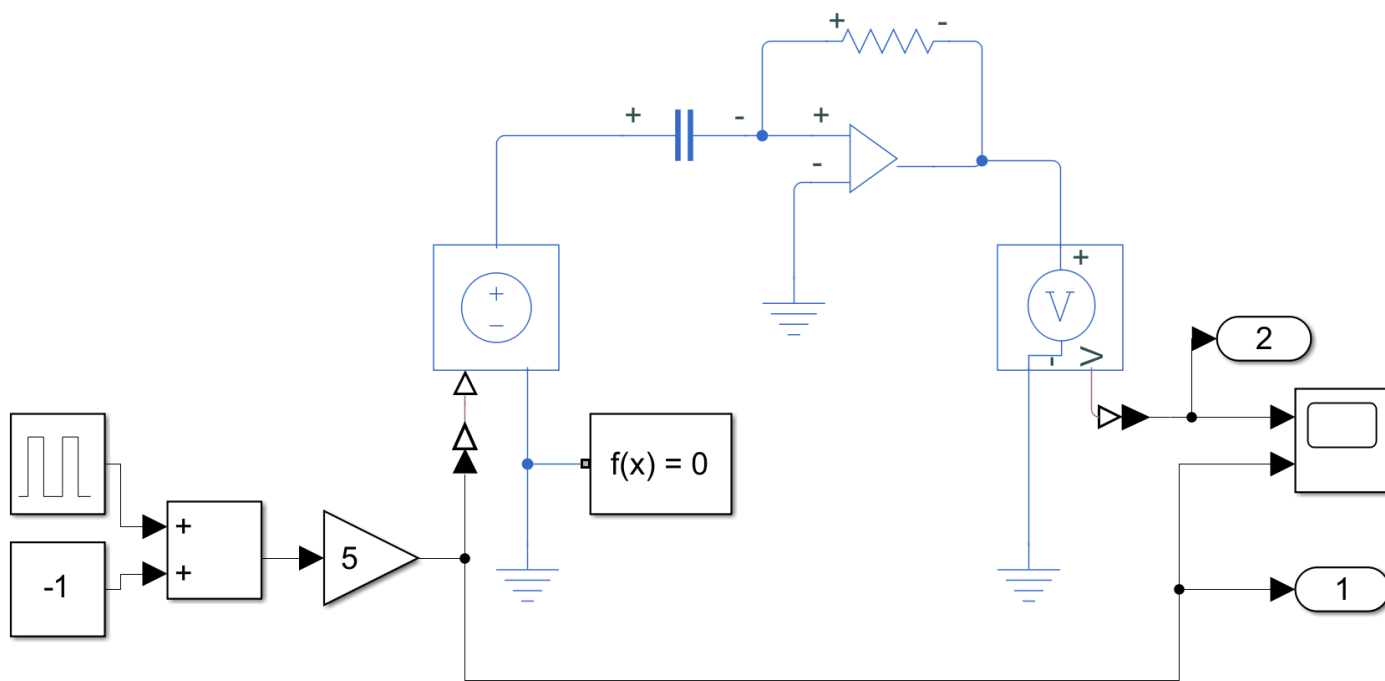 + -
+ - +
-
+
−
+
V
- V
2
f(x) = 0
+
5
-1
+
1